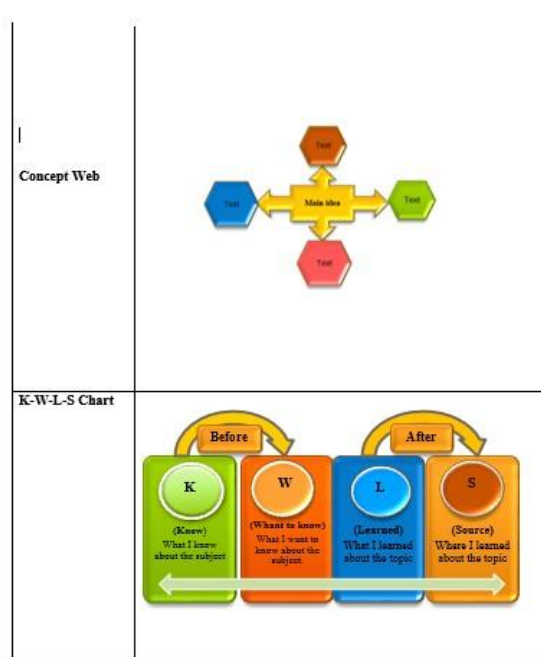 Concept Web
Text
Text
Main idea
Text
Text
K-W-L-S Chart
Before
After
K
W
L
S
(Know)
What I know
about the subject
(Whant to know)
What I want to
know about the
subject.
(Learned)
What I learned
about the topic
(Source)
Where I learned
about the topic